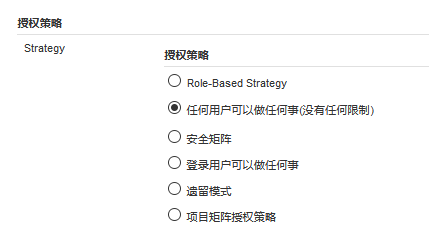 授权策略
Strategy
授权策略
Role-Based Strategy
任何用户可以做任何事(没有任何限制)
安全矩阵
登录用户可以做任何事
遗留模式
项目矩阵授权策略